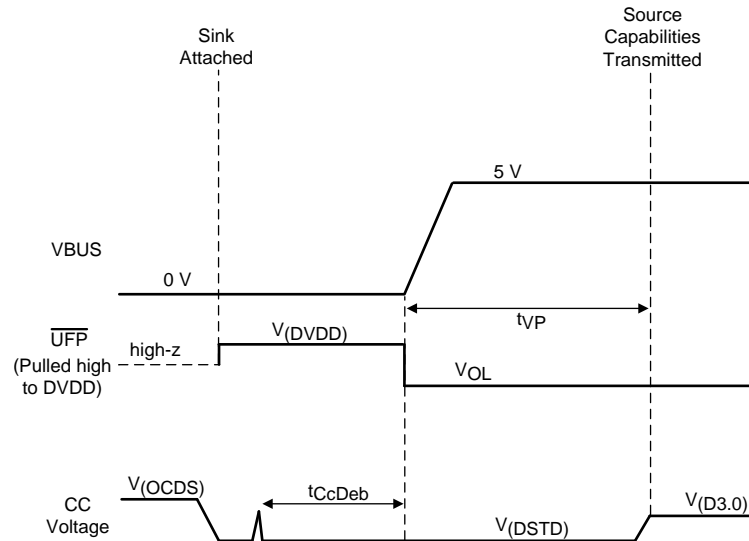 Sink
Attached
Source
Capabilities
Transmitted
5 V
VBUS
0 V
tVP
UFP
(Pulled high
to DVDD)
high-z
V(DVDD)
VOL
V(OCDS)
tCcDeb
CC
Voltage
V(DSTD)
V(D3.0)